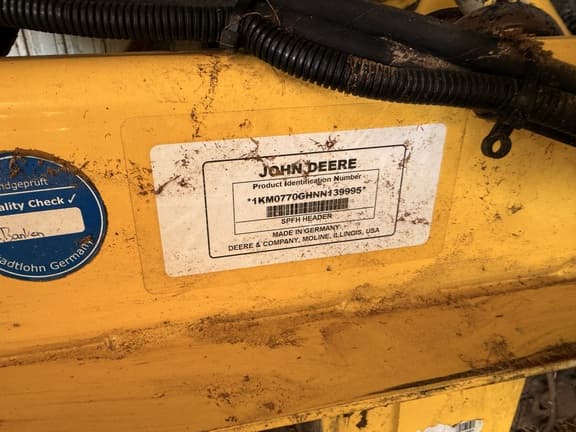 JOHN DEERE
Product Identification Number
*1KM0770GHNN139995*
SPFH HEADER
MADE IN GERMANY
DEERE & COMPANY, MOLINE, ILLINOIS, USA
ndgeprüft
ality Check ✓
adtlohn Germany